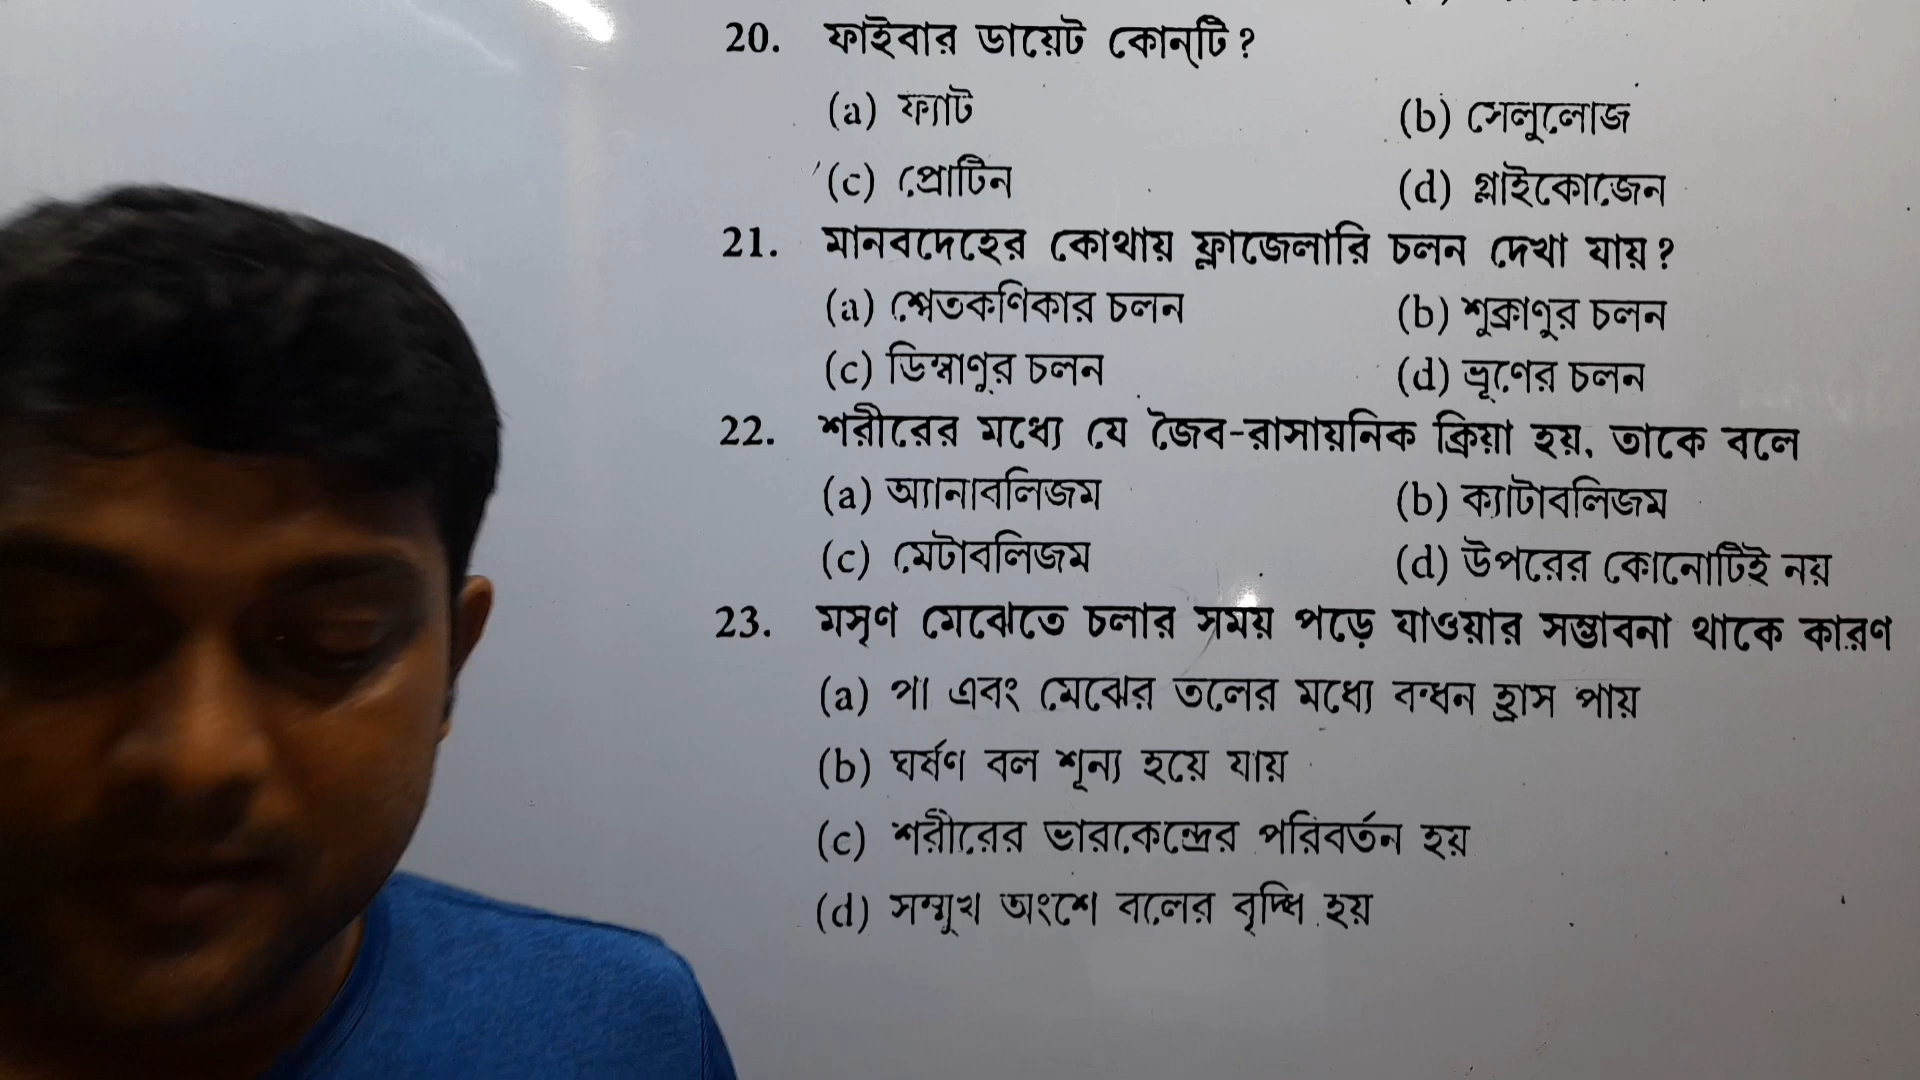 20. ফাইবার ডায়েট কোন্‌টি?
(a) ফ্যাট (b) সেলুলোজ
(c) প্রোটিন (d) গ্লাইকোজেন
21. মানবদেহের কোথায় ফ্লাজেলারি চলন দেখা যায়?
(a) শ্বেতকণিকার চলন (b) শুক্রাণুর চলন
(c) ডিম্বাণুর চলন (d) ভ্রূণের চলন
22. শরীরের মধ্যে যে জৈব-রাসায়নিক ক্রিয়া হয়, তাকে বলে
(a) অ্যানাবলিজম (b) ক্যাটাবলিজম
(c) মেটাবলিজম (d) উপরের কোনোটিই নয়
23. মসৃণ মেঝেতে চলার সময় পড়ে যাওয়ার সম্ভাবনা থাকে কারণ
(a) পা এবং মেঝের তলের মধ্যে বন্ধন হ্রাস পায়
(b) ঘর্ষণ বল শূন্য হয়ে যায়
(c) শরীরের ভারকেন্দ্রের পরিবর্তন হয়
(d) সম্মুখ অংশে বলের বৃদ্ধি হয়